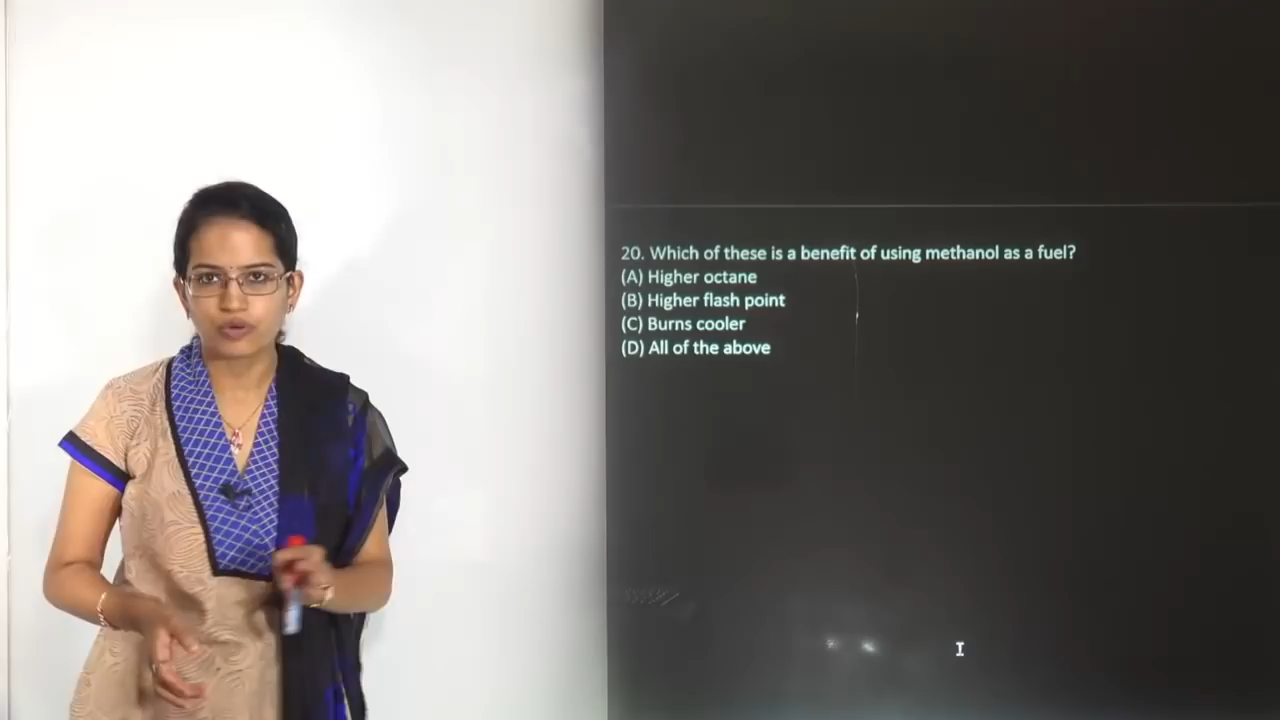 20. Which of these is a benefit of using methanol as a fuel?
(A) Higher octane
(B) Higher flash point
(C) Burns cooler
(D) All of the above